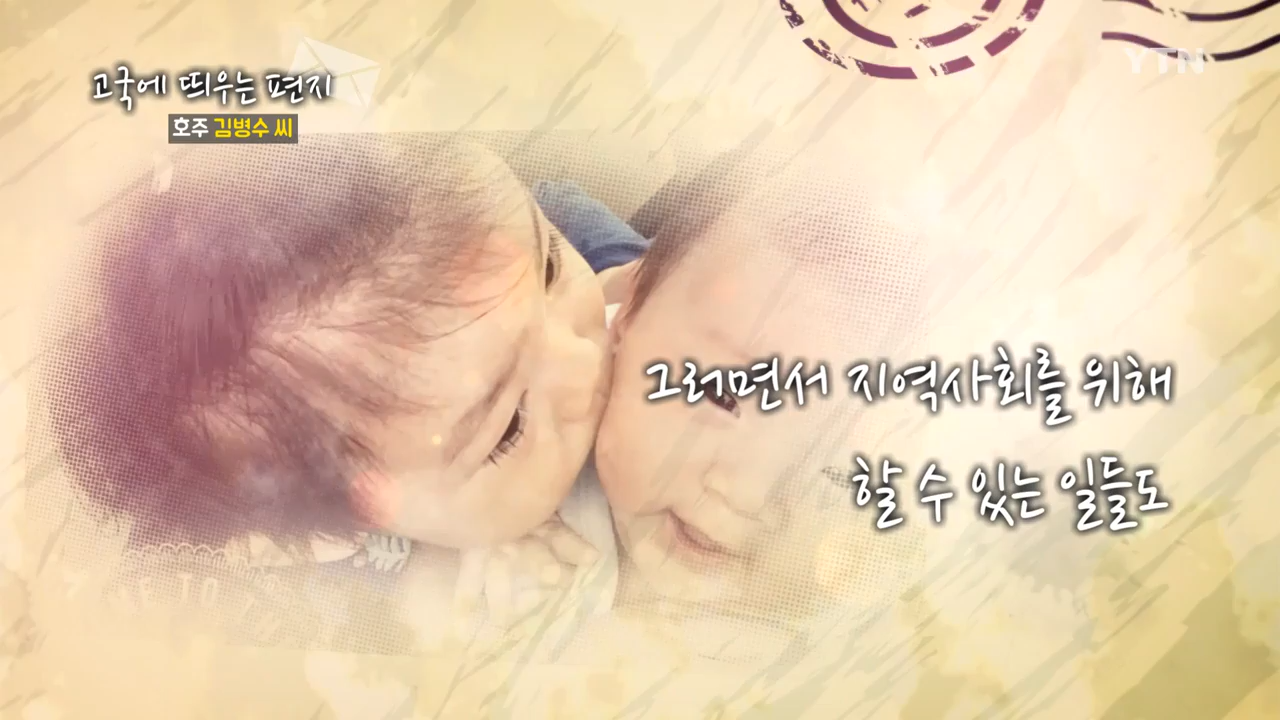 고국에 띄우는 편지
호주 김병수 씨
YTN
그러면서 지역사회를 위해
할 수 있는 일들도